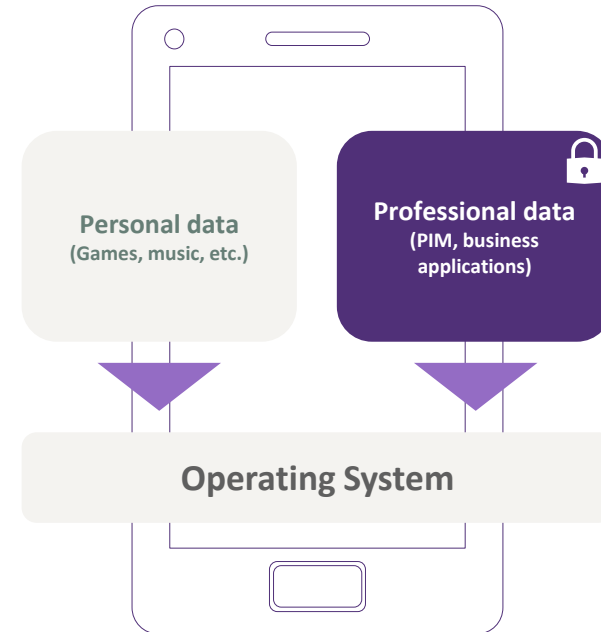 Personal data
(Games, music, etc.)
Professional data
(PIM, business
applications)
Operating System